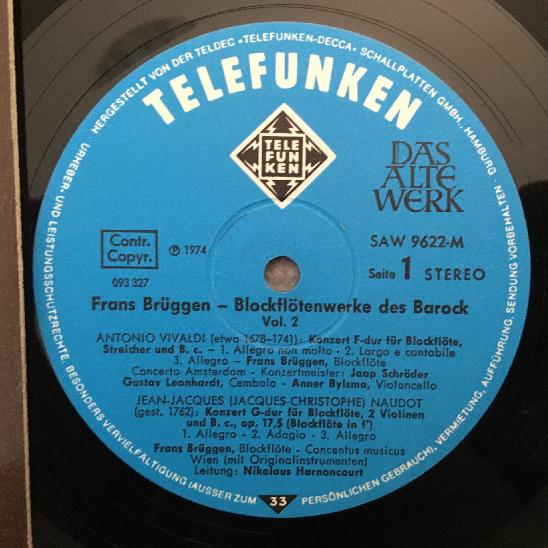 HERGESTELLT VON DER TELDEC »TELEFUNKEN-DECCA« SCHALLPLATTEN GMBH., HAMBURG · URHEBER- UND LEISTUNGSSCHUTZRECHTE, BESONDERS VERVIELFÄLTIGUNG (AUSSER ZUM PERSÖNLICHEN GEBRAUCH), VERMIETUNG, AUFFÜHRUNG, SENDUNG VORBEHALTEN ·
TELEFUNKEN
TELE
FUN
KEN
DAS
ALTE
WERK
Contr.
Copyr.
℗ 1974
SAW 9622-M
093 327
Seite 1 STEREO
Frans Brüggen – Blockflötenwerke des Barock
Vol. 2
ANTONIO VIVALDI (etwa 1678–1741): Konzert F-dur für Blockflöte,
Streicher und B. c. – 1. Allegro non molto - 2. Largo e cantabile
3. Allegro – Frans Brüggen, Blockflöte
Concerto Amsterdam - Konzertmeister: Jaap Schröder
Gustav Leonhardt, Cembalo - Anner Bylsma, Violoncello
JEAN-JACQUES (JACQUES-CHRISTOPHE) NAUDOT
(gest. 1762): Konzert G-dur für Blockflöte, 2 Violinen
und B. c., op. 17,5 (Blockflöte in f')
1. Allegro - 2. Adagio - 3. Allegro
Frans Brüggen, Blockflöte - Concentus musicus
Wien (mit Originalinstrumenten)
Leitung: Nikolaus Harnoncourt
33